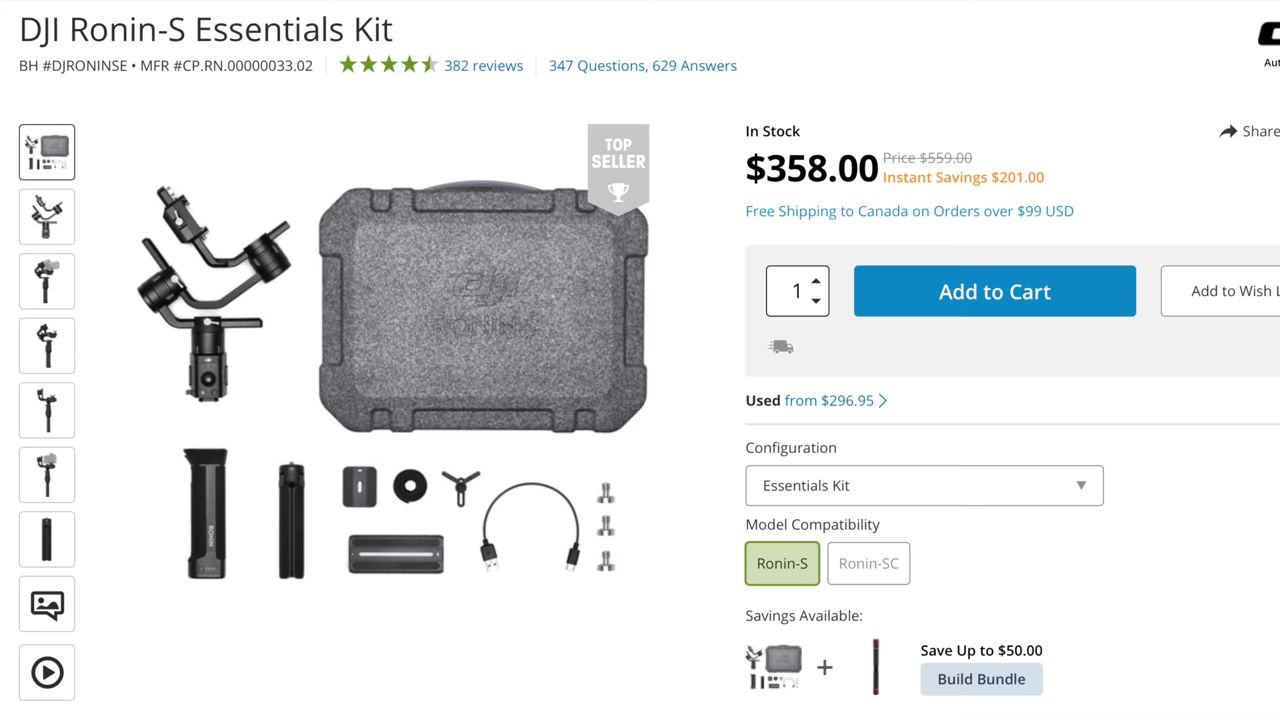 DJI Ronin-S Essentials Kit
BH #DJRONINSE • MFR #CP.RN.00000033.02
382 reviews
347 Questions, 629 Answers
TOP
SELLER
RONIN-S
RONIN
In Stock
Share
$358.00
Price $559.00
Instant Savings $201.00
Free Shipping to Canada on Orders over $99 USD
1
Add to Cart
Add to Wish
Used from $296.95
Configuration
Essentials Kit
Model Compatibility
Ronin-S
Ronin-SC
Savings Available:
+
Save Up to $50.00
Build Bundle